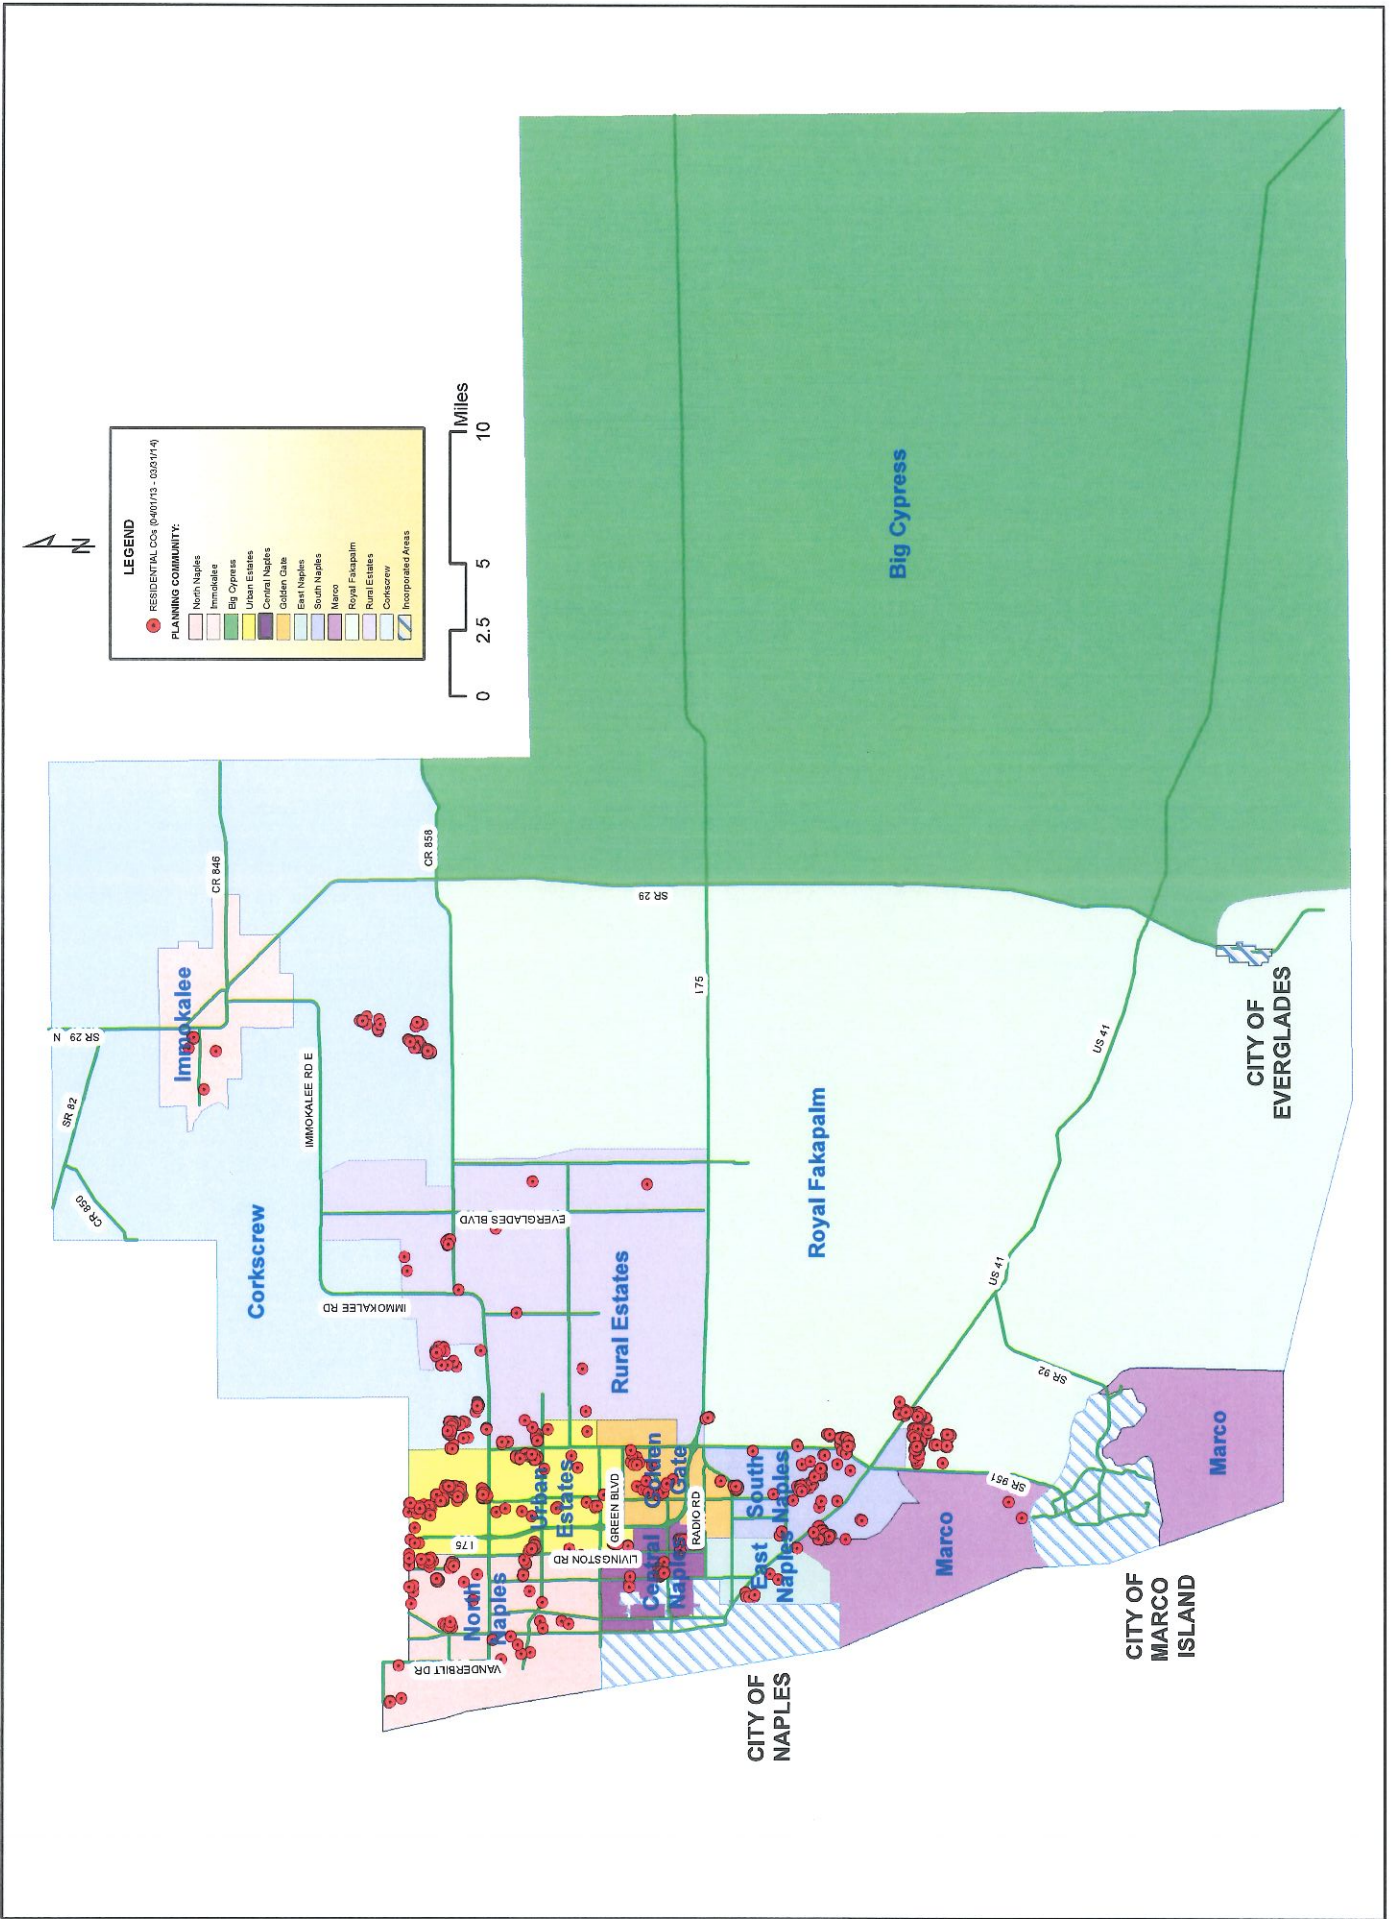 N
LEGEND
RESIDENTIAL COs (04/01/13 - 03/31/14)
PLANNING COMMUNITY:
North Naples
Immokalee
Big Cypress
Urban Estates
Central Naples
Golden Gate
East Naples
South Naples
Marco
Royal Fakapalm
Rural Estates
Corkscrew
Incorporated Areas
0
2.5
5
10
Miles
SR 29 N
SR 82
CR 850
Immokalee
CR 846
CR 858
IMMOKALEE RD E
Corkscrew
IMMOKALEE RD
EVERGLADES BLVD
SR 29
I 75
Big Cypress
Rural Estates
Royal Fakapalm
US 41
US 41
SR 92
SR 951
VANDERBILT DR
North
Naples
I 75
Urban
Estates
LIVINGSTON RD
GREEN BLVD
Golden
Gate
Central
Naples
RADIO RD
East
Naples
South
Naples
Marco
Marco
CITY OF
NAPLES
CITY OF
MARCO
ISLAND
CITY OF
EVERGLADES